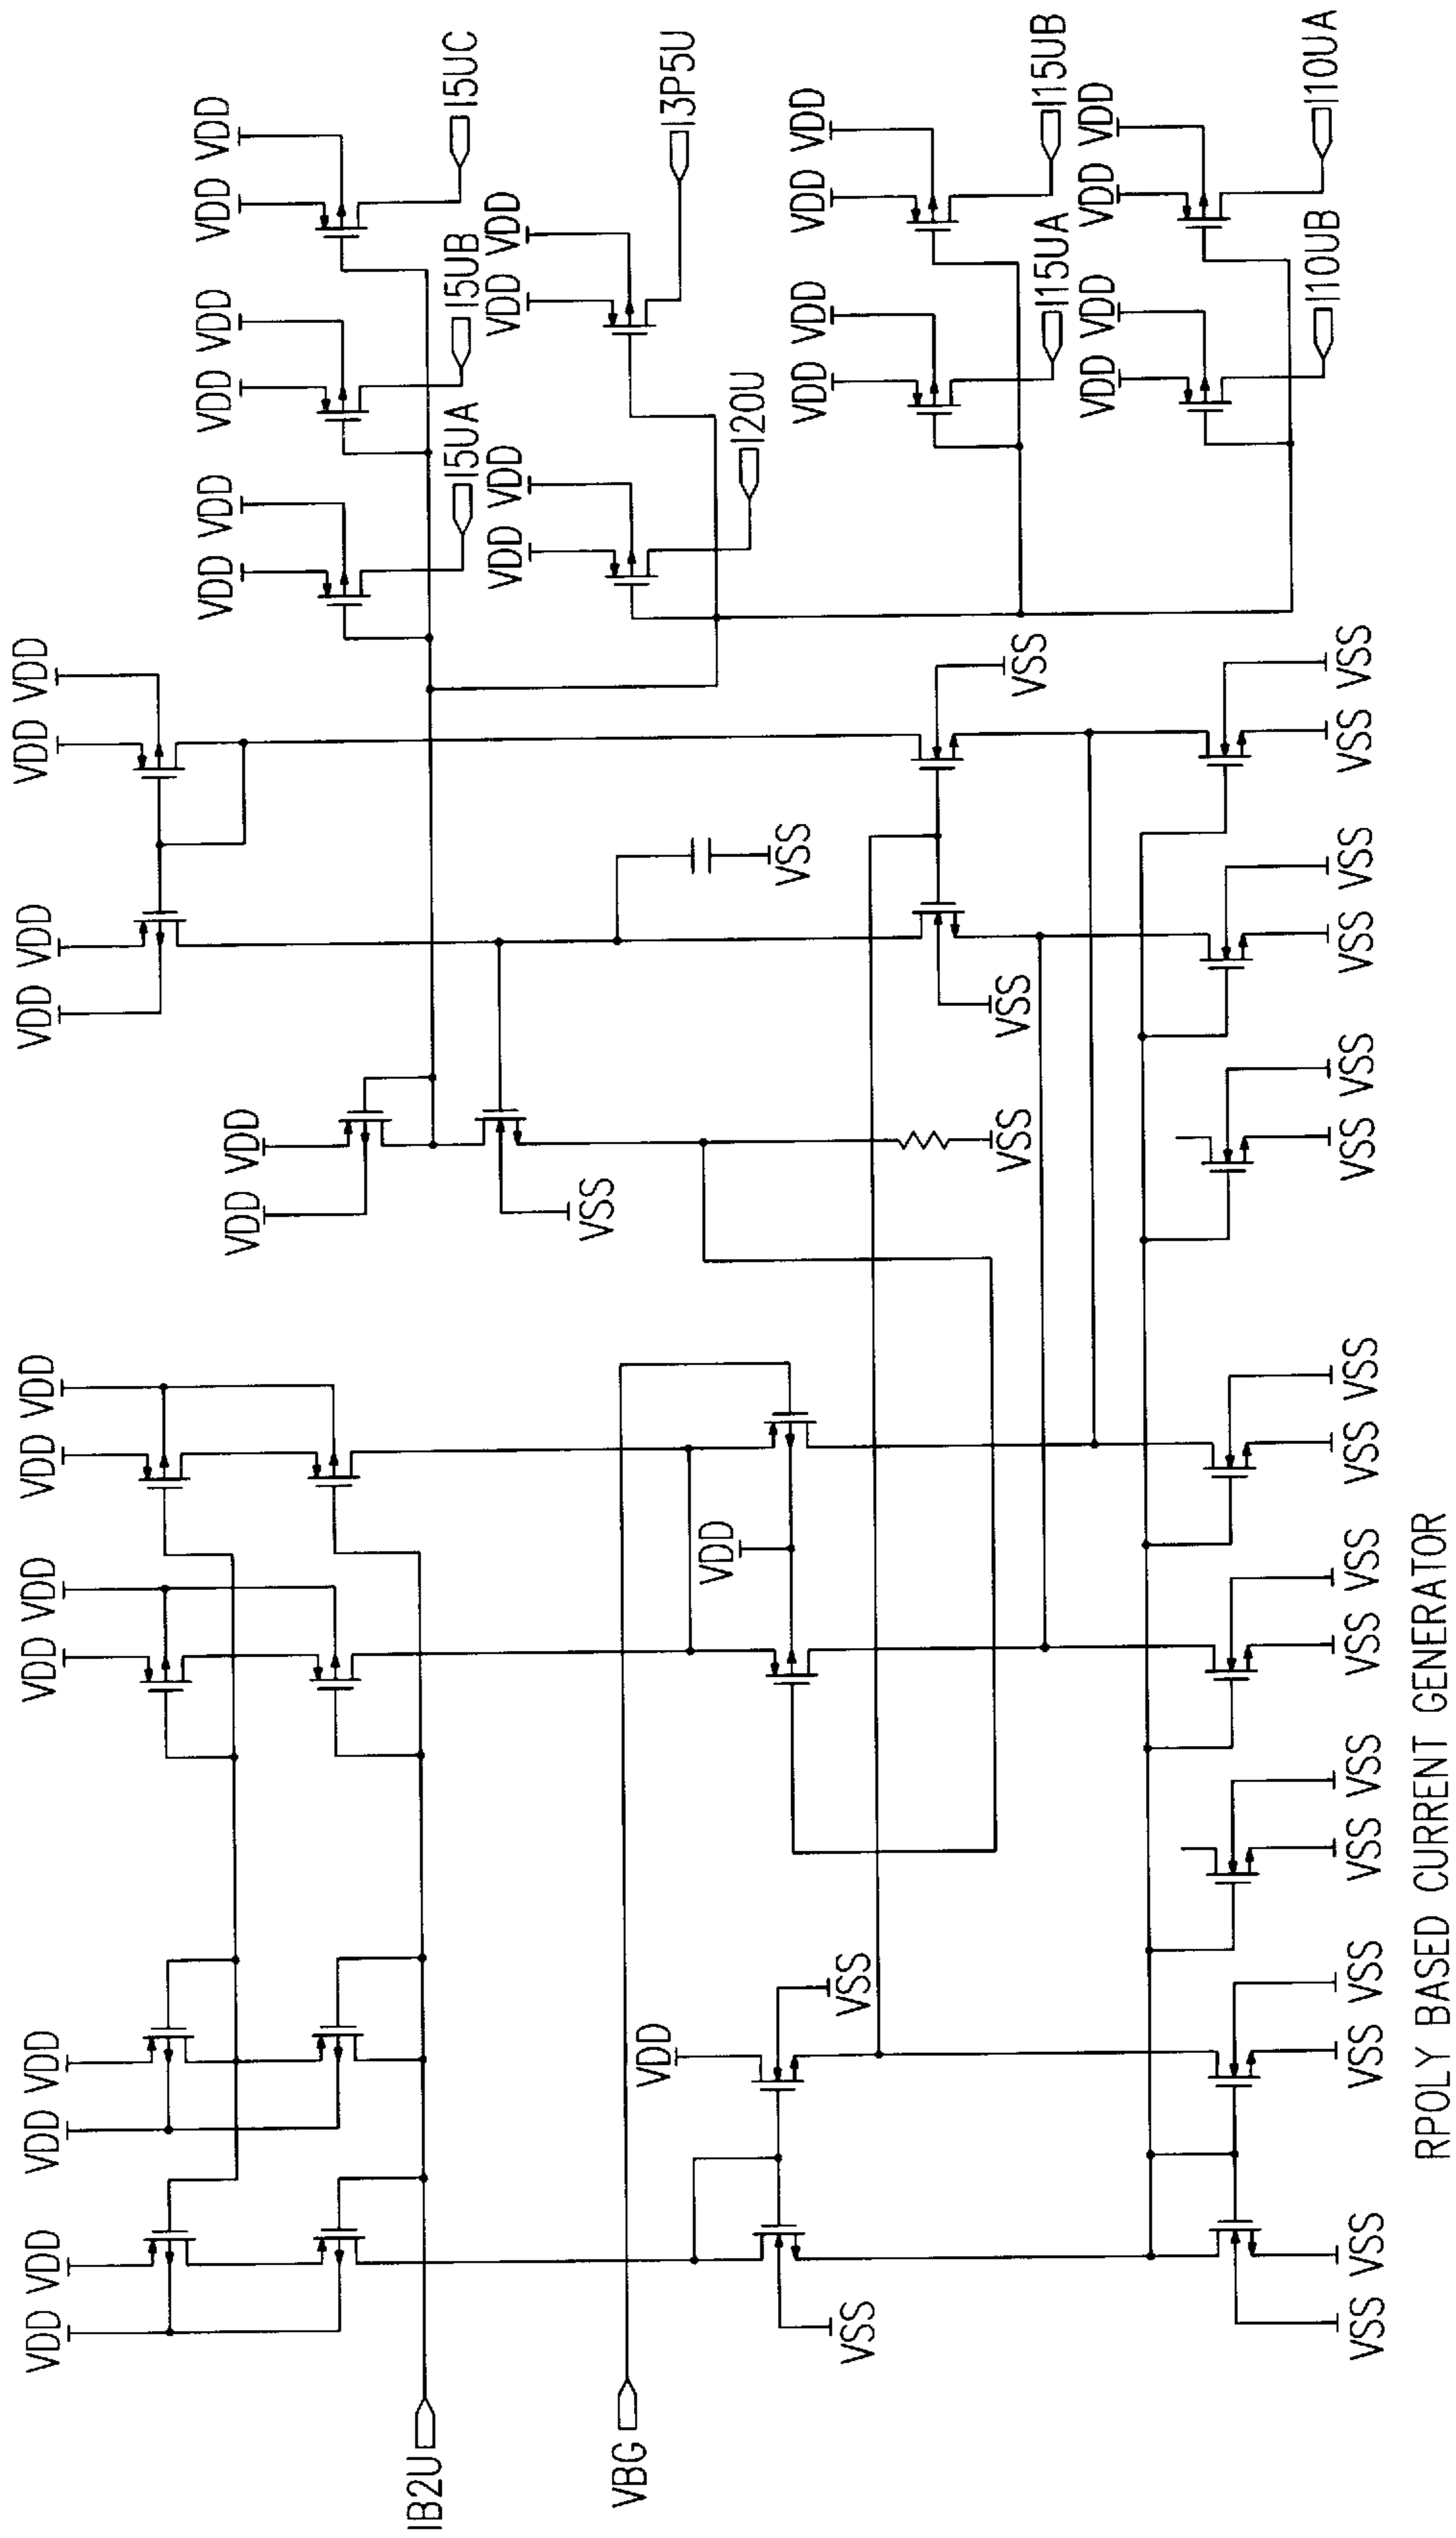 VDD VDD VDD VDD VDD VDD VDD VDD VDD VDD VDD VDD
VDD VDD VDD VDD VDD VDD VDD VDD
IB2U I5UA I5UB I5UC
VDD VDD VDD VDD
VSS
VBG
VDD
I3P5U
VDD
I20U
VSS
VDD VDD VDD VDD
VSS VSS
VSS VSS VSS
I15UA I15UB
VDD VDD VDD VDD
I10UB I10UA
VSS VSS VSS VSS VSS VSS VSS VSS VSS VSS VSS VSS VSS VSS VSS VSS
RPOLY BASED CURRENT GENERATOR